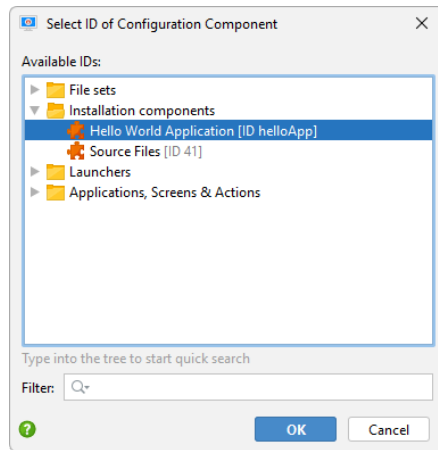 Select ID of Configuration Component
Available IDs:
File sets
Installation components
Hello World Application [ID helloApp]
Source Files [ID 41]
Launchers
Applications, Screens & Actions
Type into the tree to start quick search
Filter:
OK
Cancel